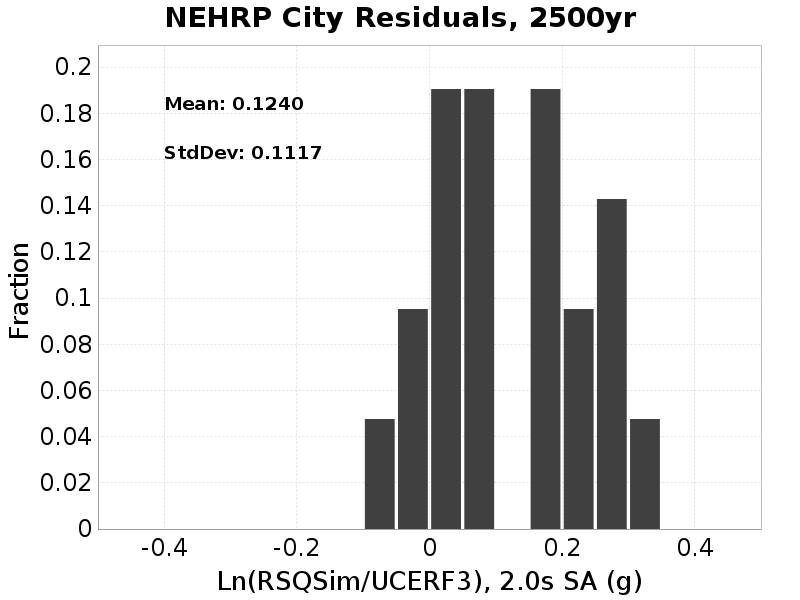 NEHRP City Residuals, 2500yr
0.2
Mean: 0.1240
0.18
StdDev: 0.1117
0.16
0.14
0.12
0.1
0.08
0.06
0.04
0.02
0
Fraction
-0.4 -0.2 0 0.2 0.4
Ln(RSQSim/UCERF3), 2.0s SA (g)